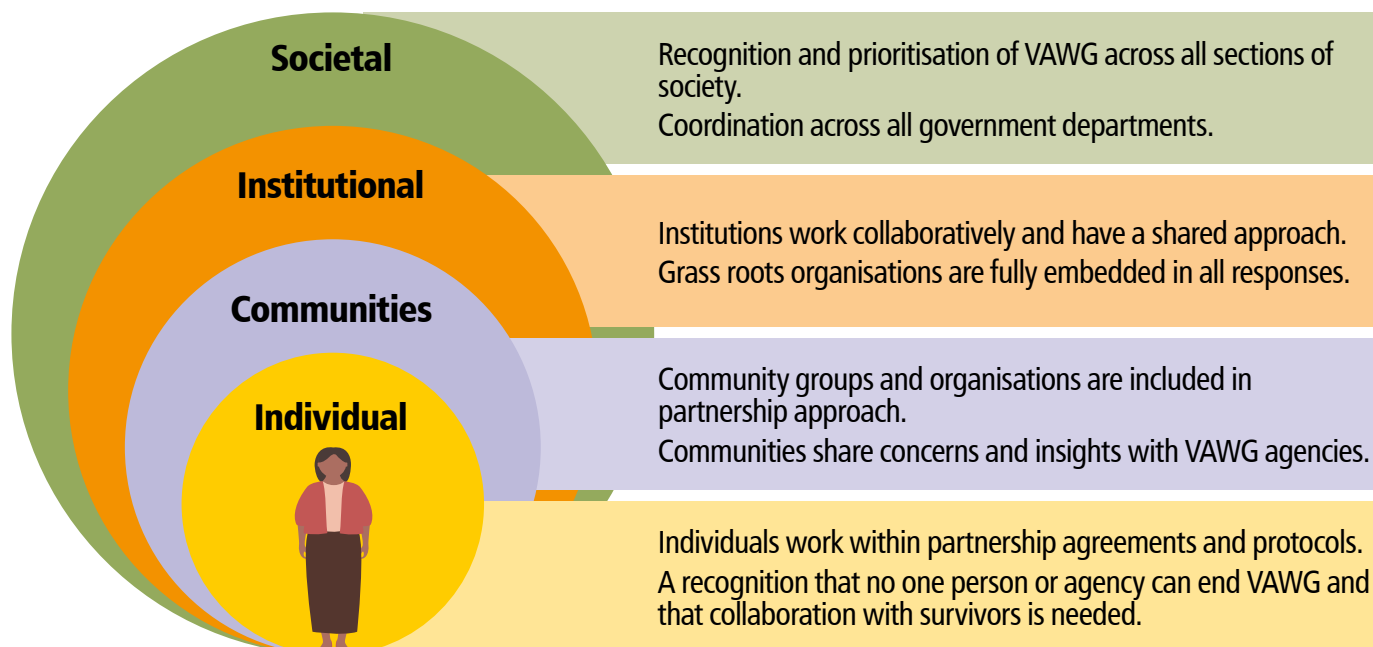 Societal
Recognition and prioritisation of VAWG across all sections of
society.
Coordination across all government departments.
Institutional
Institutions work collaboratively and have a shared approach.
Grass roots organisations are fully embedded in all responses.
Communities
Community groups and organisations are included in
partnership approach.
Communities share concerns and insights with VAWG agencies.
Individual
Individuals work within partnership agreements and protocols.
A recognition that no one person or agency can end VAWG and
that collaboration with survivors is needed.